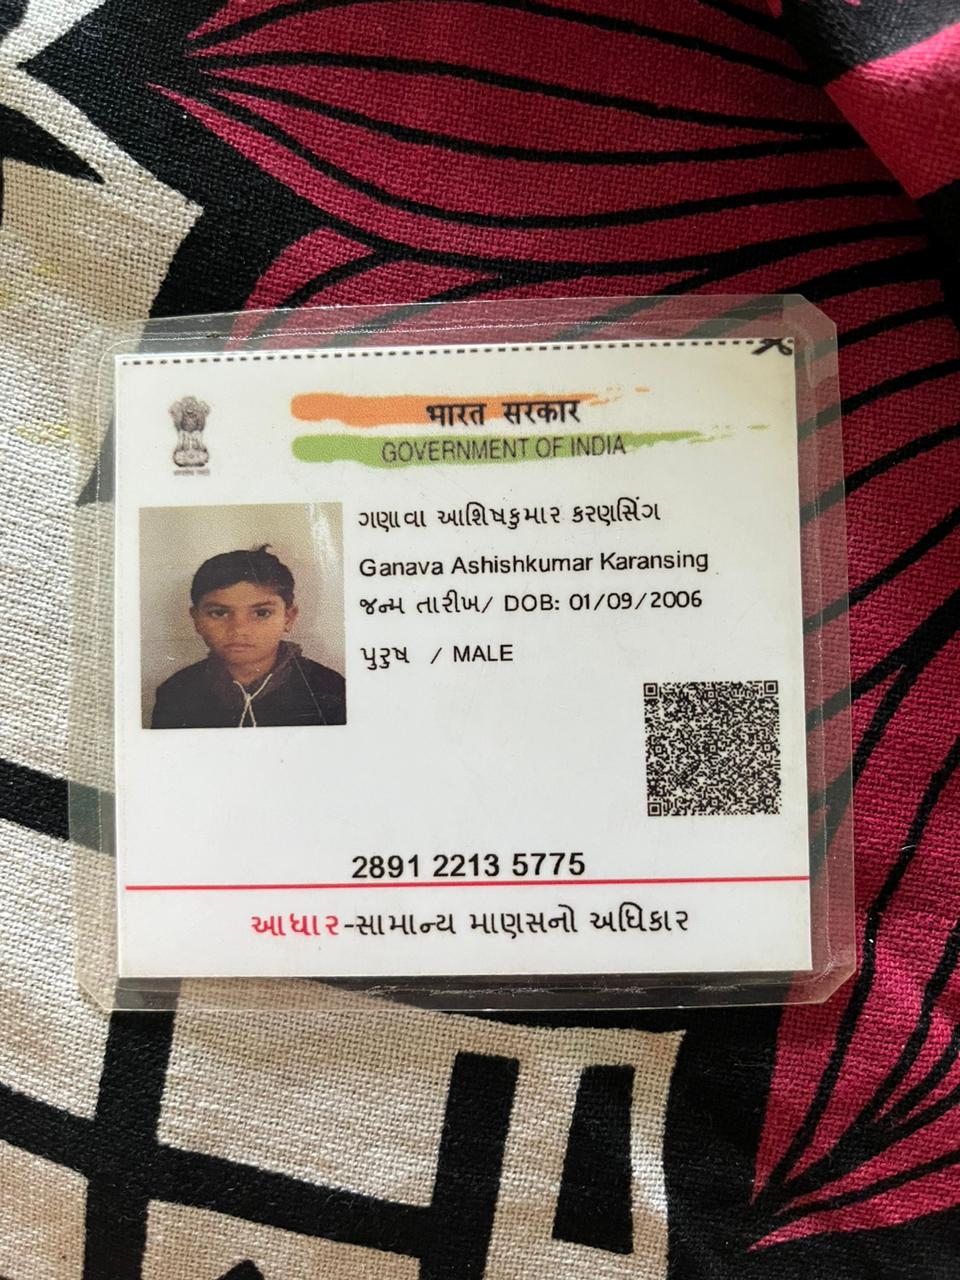 भारत सरकार
GOVERNMENT OF INDIA
ગણાવા આશિષકુમાર કરણસિંગ
Ganava Ashishkumar Karansing
જન્મ તારીખ/ DOB: 01/09/2006
પુરુષ / MALE
2891 2213 5775
આધાર-સામાન્ય માણસનો અધિકાર